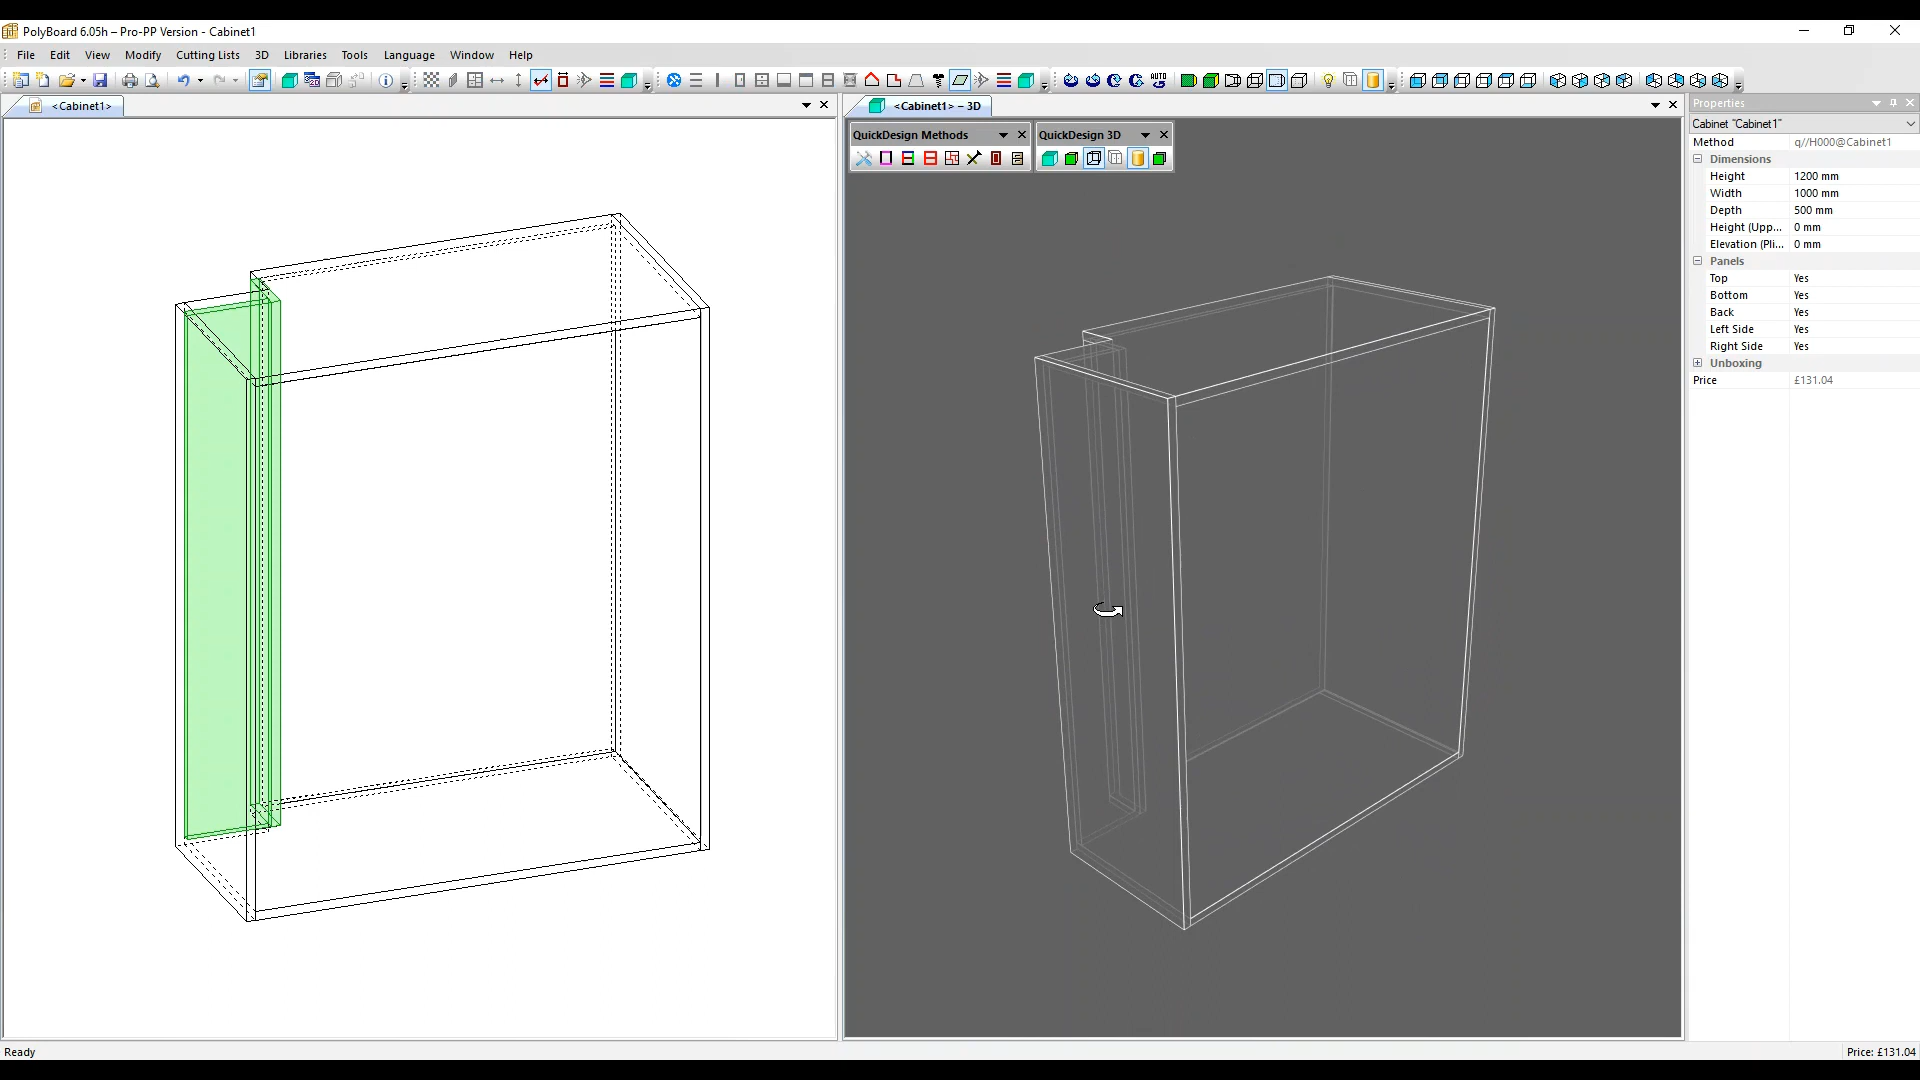 PolyBoard 6.05h – Pro-PP Version - Cabinet1
File Edit View Modify Cutting Lists 3D Libraries Tools Language Window Help
AUTO
<Cabinet1>
<Cabinet1> – 3D
QuickDesign Methods
QuickDesign 3D
Properties
Cabinet "Cabinet1"
Method q//H000@Cabinet1
Dimensions
Height 1200 mm
Width 1000 mm
Depth 500 mm
Height (Upp... 0 mm
Elevation (Pli... 0 mm
Panels
Top Yes
Bottom Yes
Back Yes
Left Side Yes
Right Side Yes
Unboxing
Price £131.04
Ready
Price: £131.04